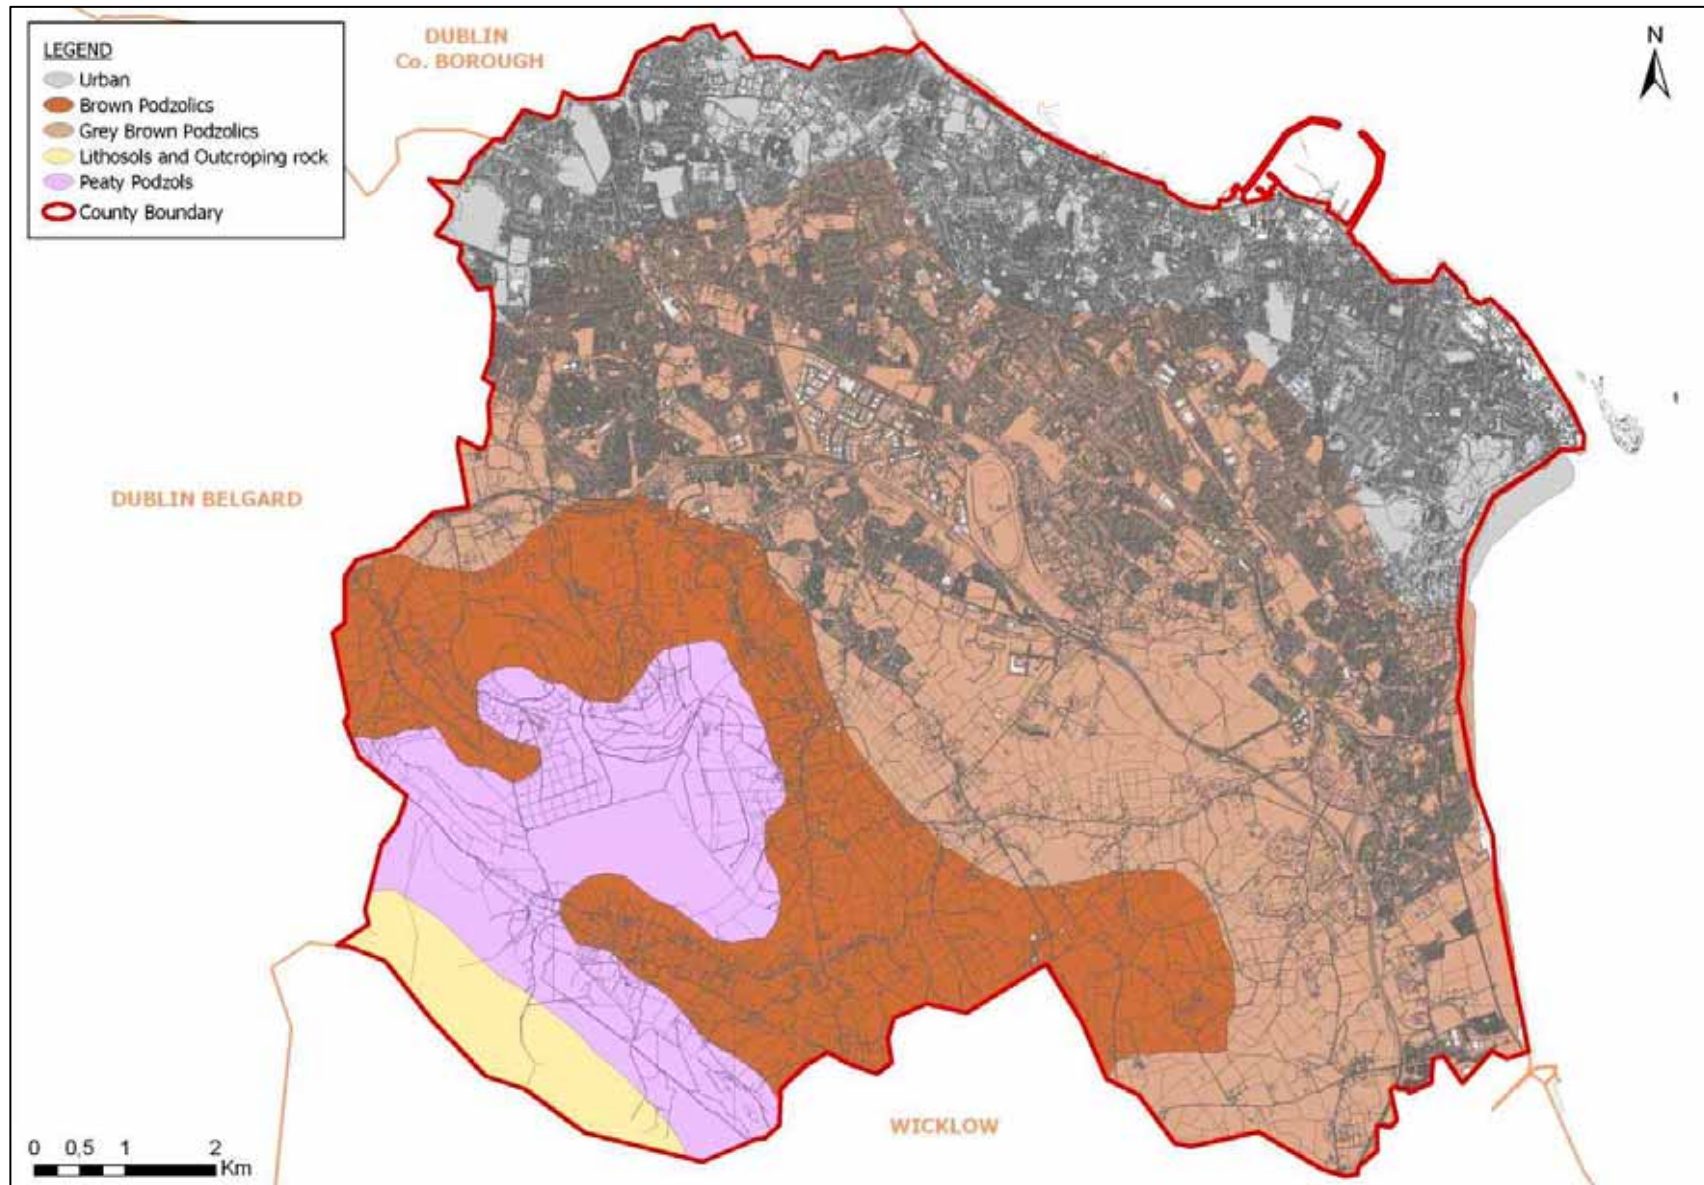 LEGEND
Urban
Brown Podzolics
Grey Brown Podzolics
Lithosols and Outcroping rock
Peaty Podzols
County Boundary
DUBLIN
Co. BOROUGH
N
DUBLIN BELGARD
WICKLOW
0 0,5 1 2
Km